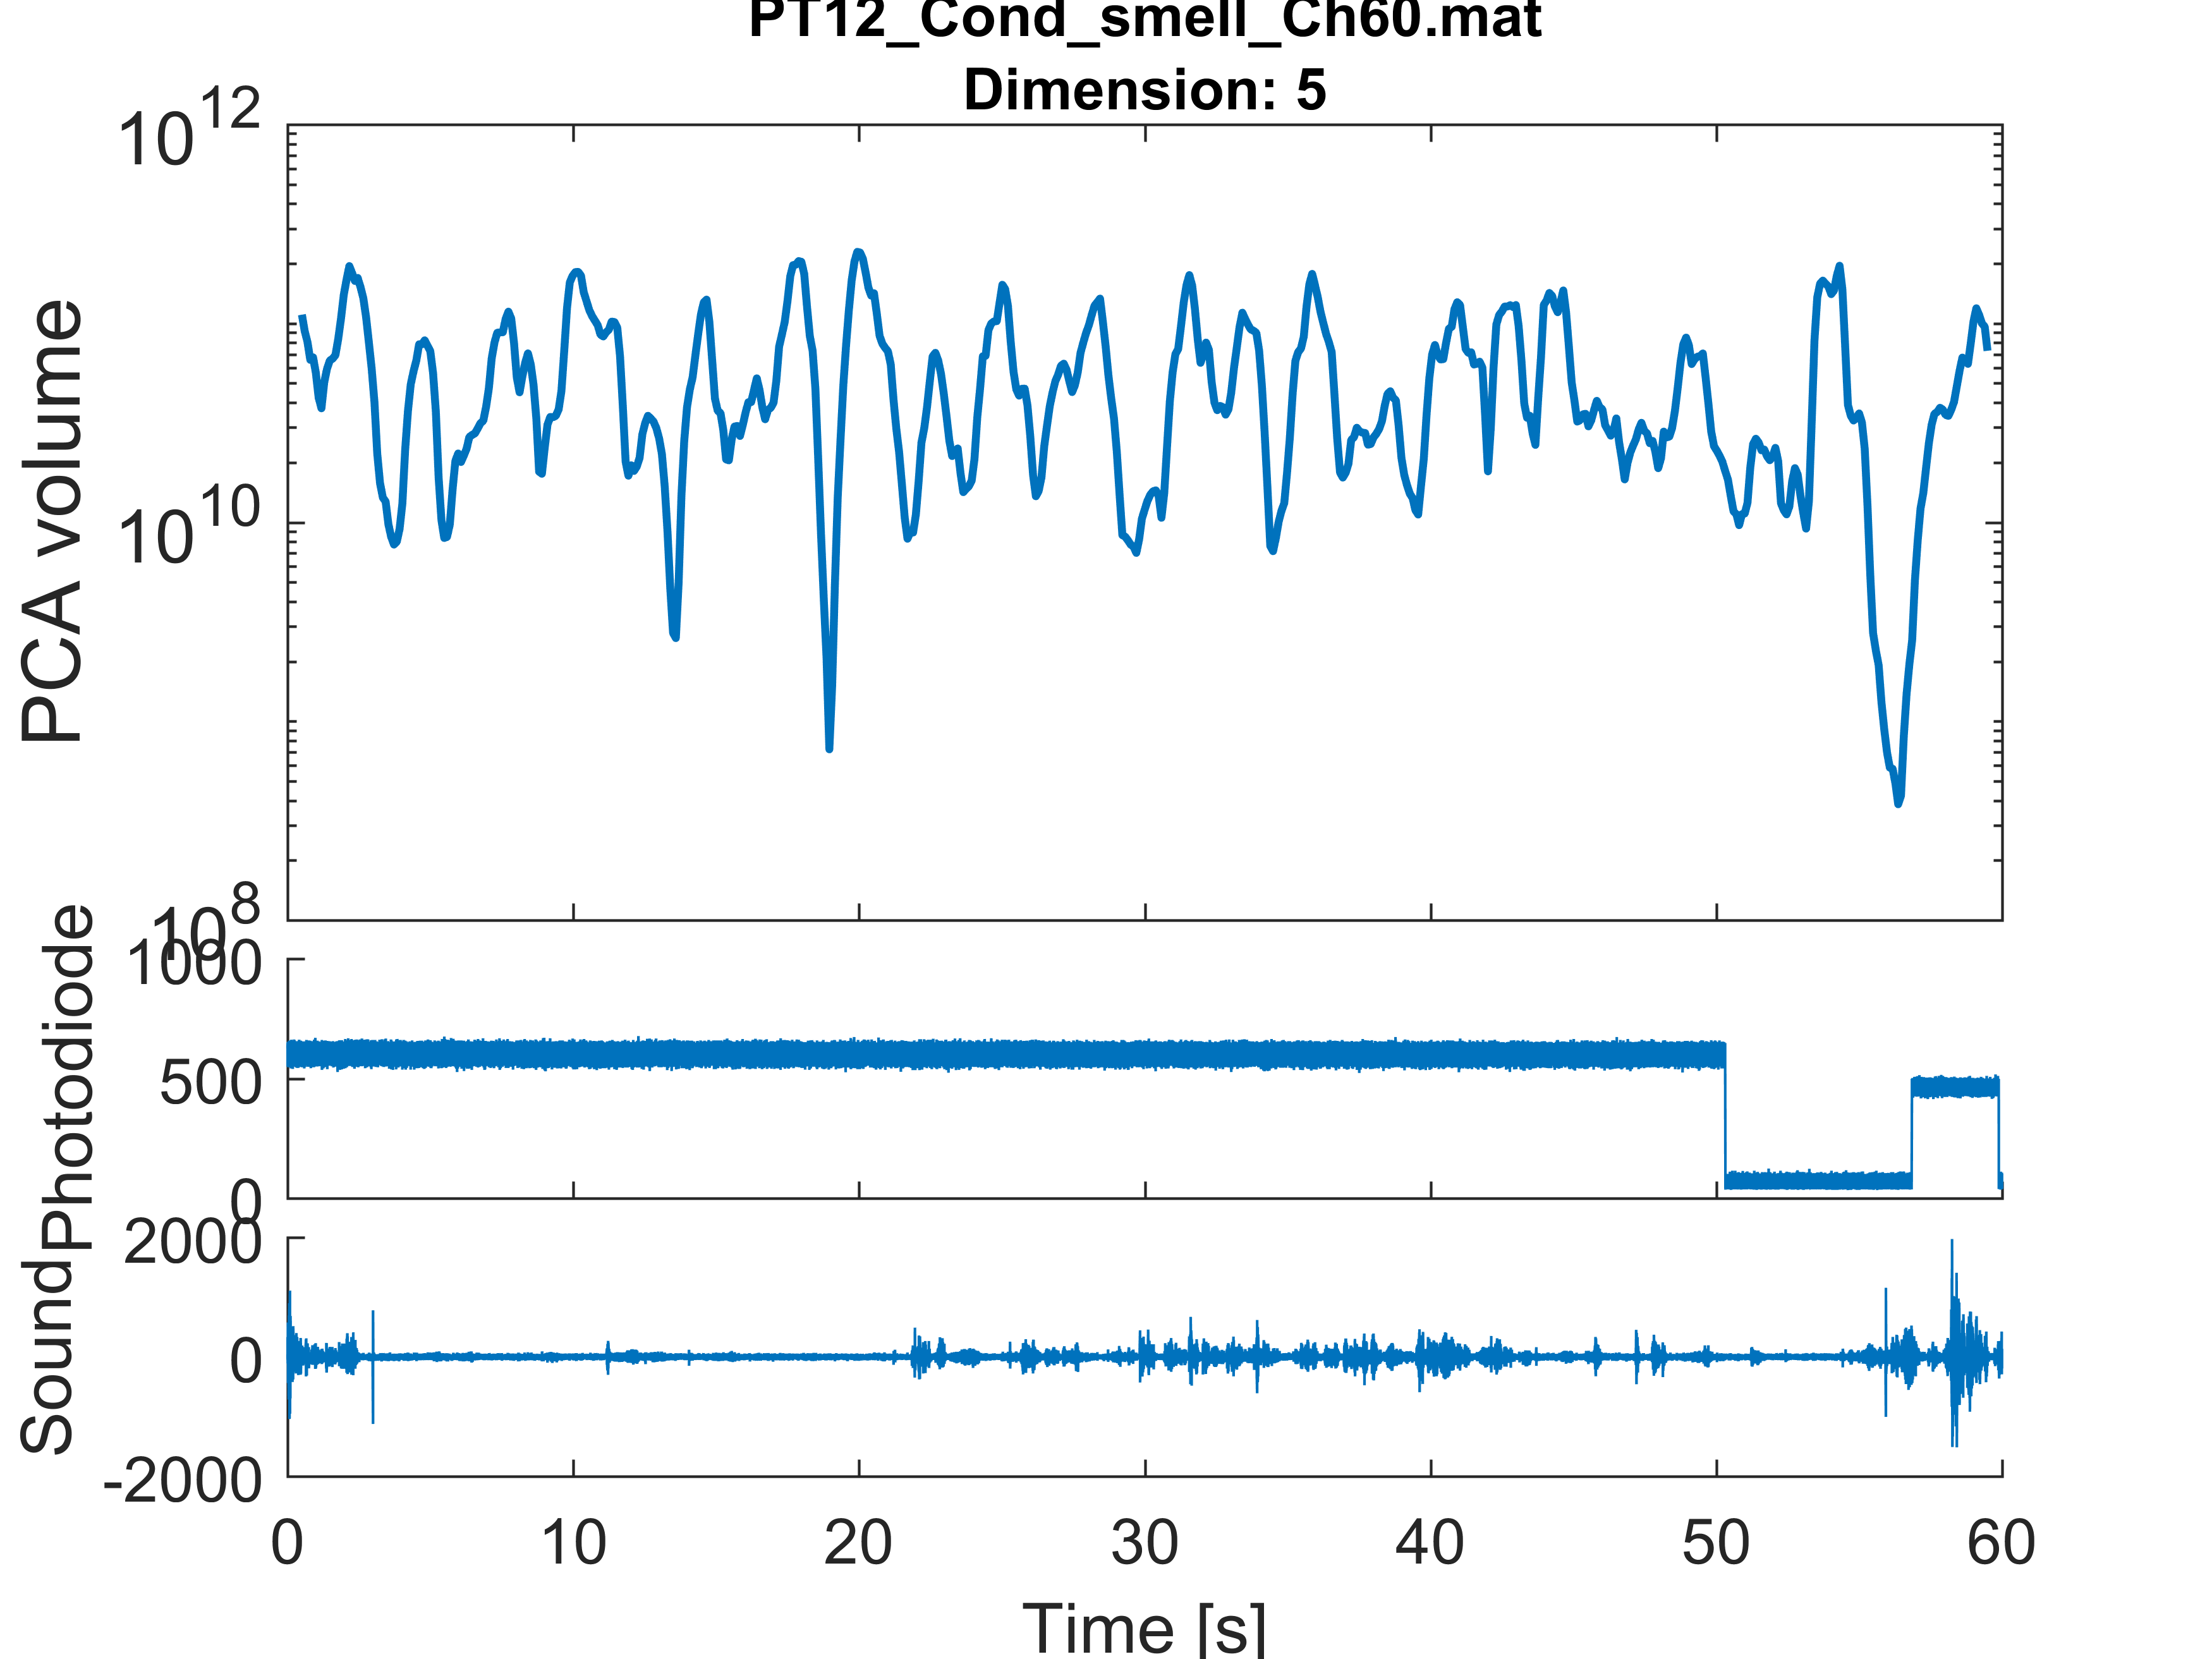 PT12_Cond_smell_Ch60.mat
Dimension: 5
PCA volume
10^12
10^10
10^8
Photodiode
1000
500
0
Sound
2000
0
-2000
0 10 20 30 40 50 60
Time [s]